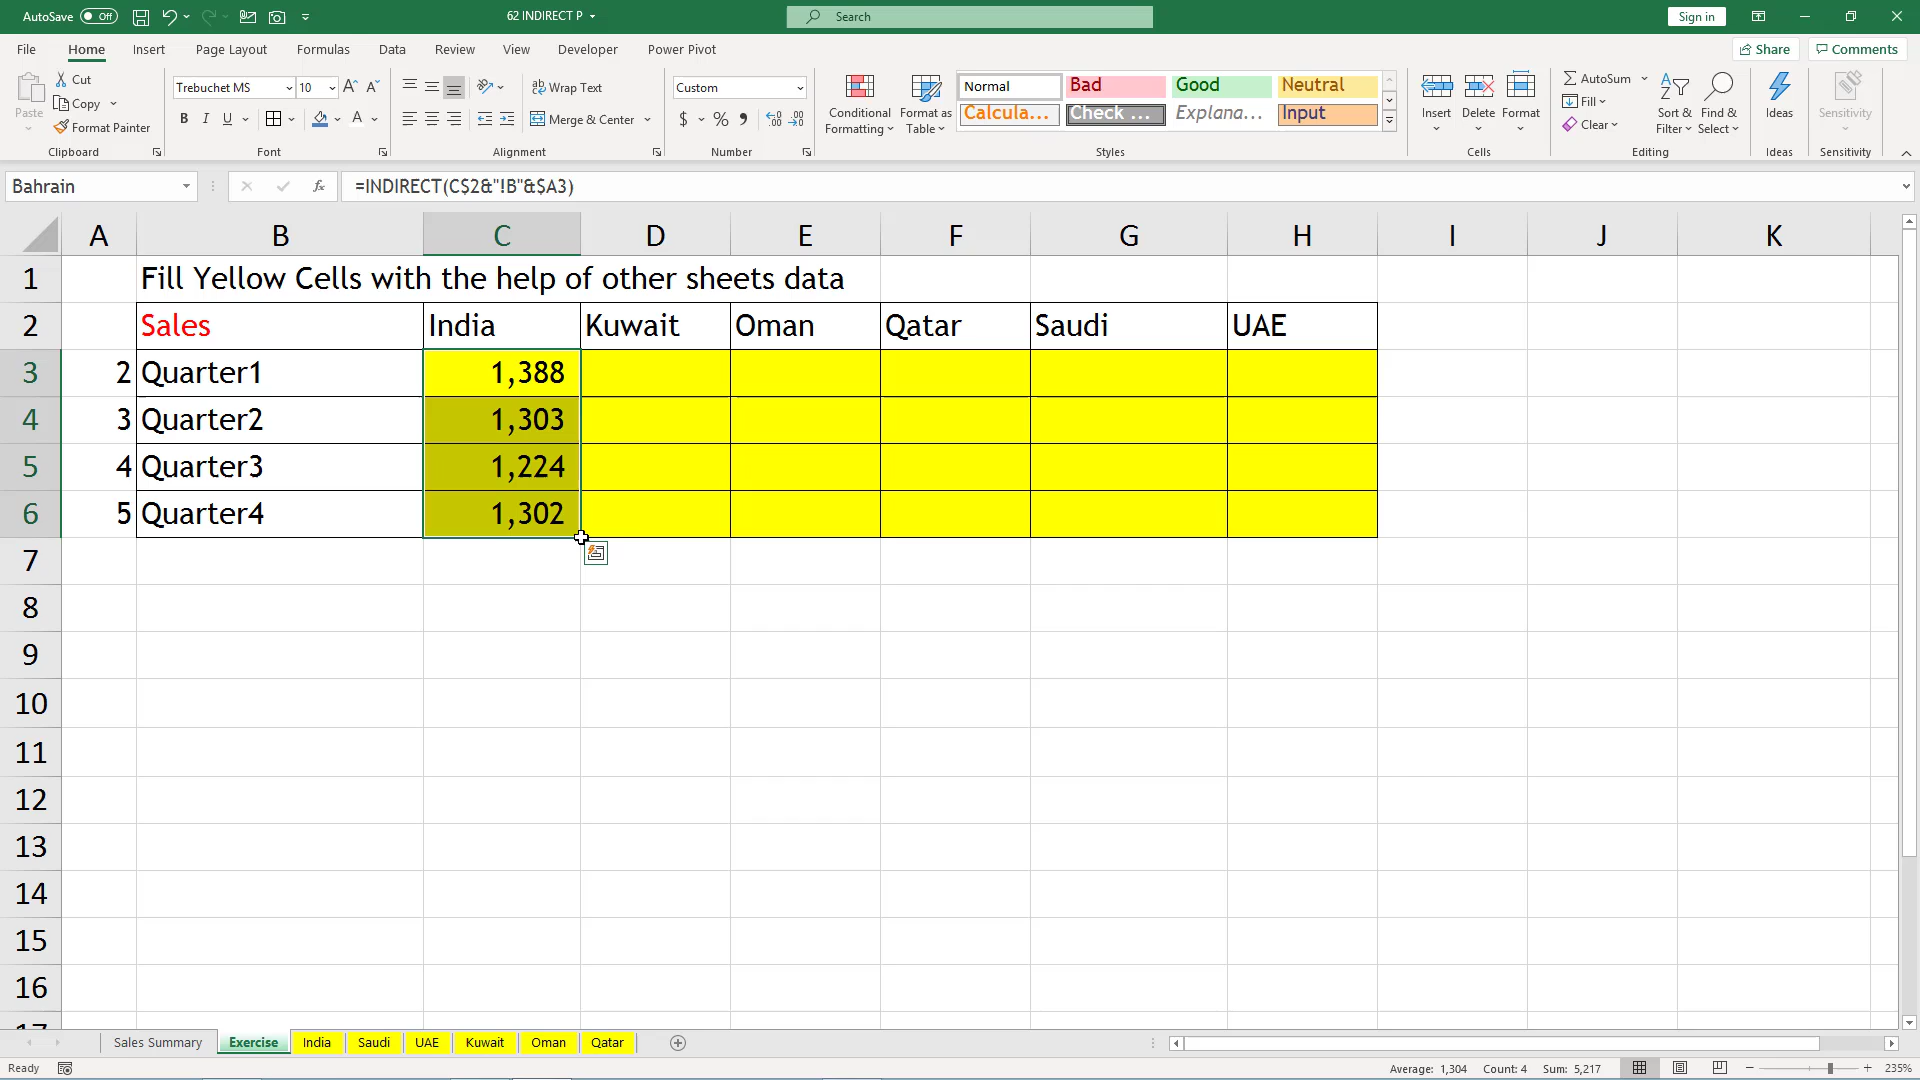 AutoSave Off
62 INDIRECT P
Search
Sign in
File Home Insert Page Layout Formulas Data Review View Developer Power Pivot
Share Comments
Paste
Cut
Copy
Format Painter
Clipboard
Trebuchet MS 10
B I U
Font
Wrap Text
Merge & Center
Alignment
Custom
$ % ,
Number
Conditional Formatting
Format as Table
Normal Bad Good Neutral
Calcula... Check ... Explana... Input
Styles
Insert Delete Format
Cells
AutoSum
Fill
Clear
Sort & Filter
Find & Select
Editing
Ideas
Ideas
Sensitivity
Sensitivity
Bahrain fx =INDIRECT(C$2&"!B"&$A3)
A B C D E F G H I J K
1 Fill Yellow Cells with the help of other sheets data
2 Sales India Kuwait Oman Qatar Saudi UAE
3 2 Quarter1 1,388
4 3 Quarter2 1,303
5 4 Quarter3 1,224
6 5 Quarter4 1,302
7
8
9
10
11
12
13
14
15
16
17
Sales Summary Exercise India Saudi UAE Kuwait Oman Qatar
Ready
Average: 1,304 Count: 4 Sum: 5,217
235%